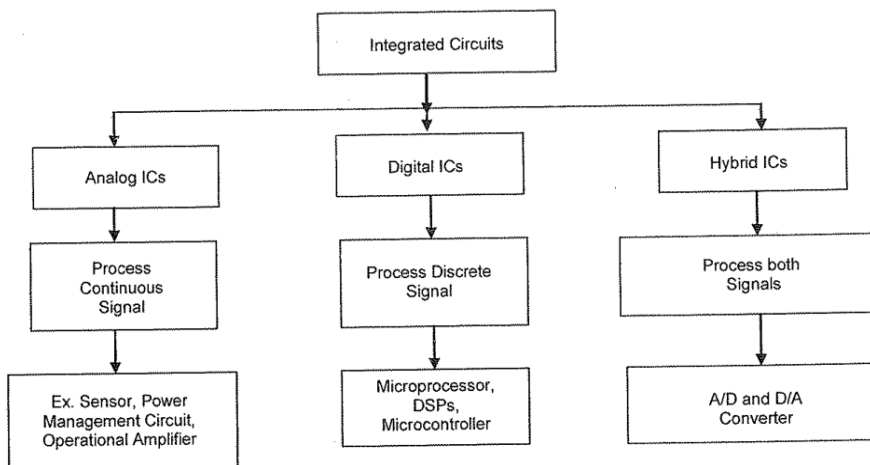 Integrated Circuits
Analog ICs
Digital ICs
Hybrid ICs
Process
Continuous
Signal
Process Discrete
Signal
Process both
Signals
Ex. Sensor, Power
Management Circuit,
Operational Amplifier
Microprocessor,
DSPs,
Microcontroller
A/D and D/A
Converter